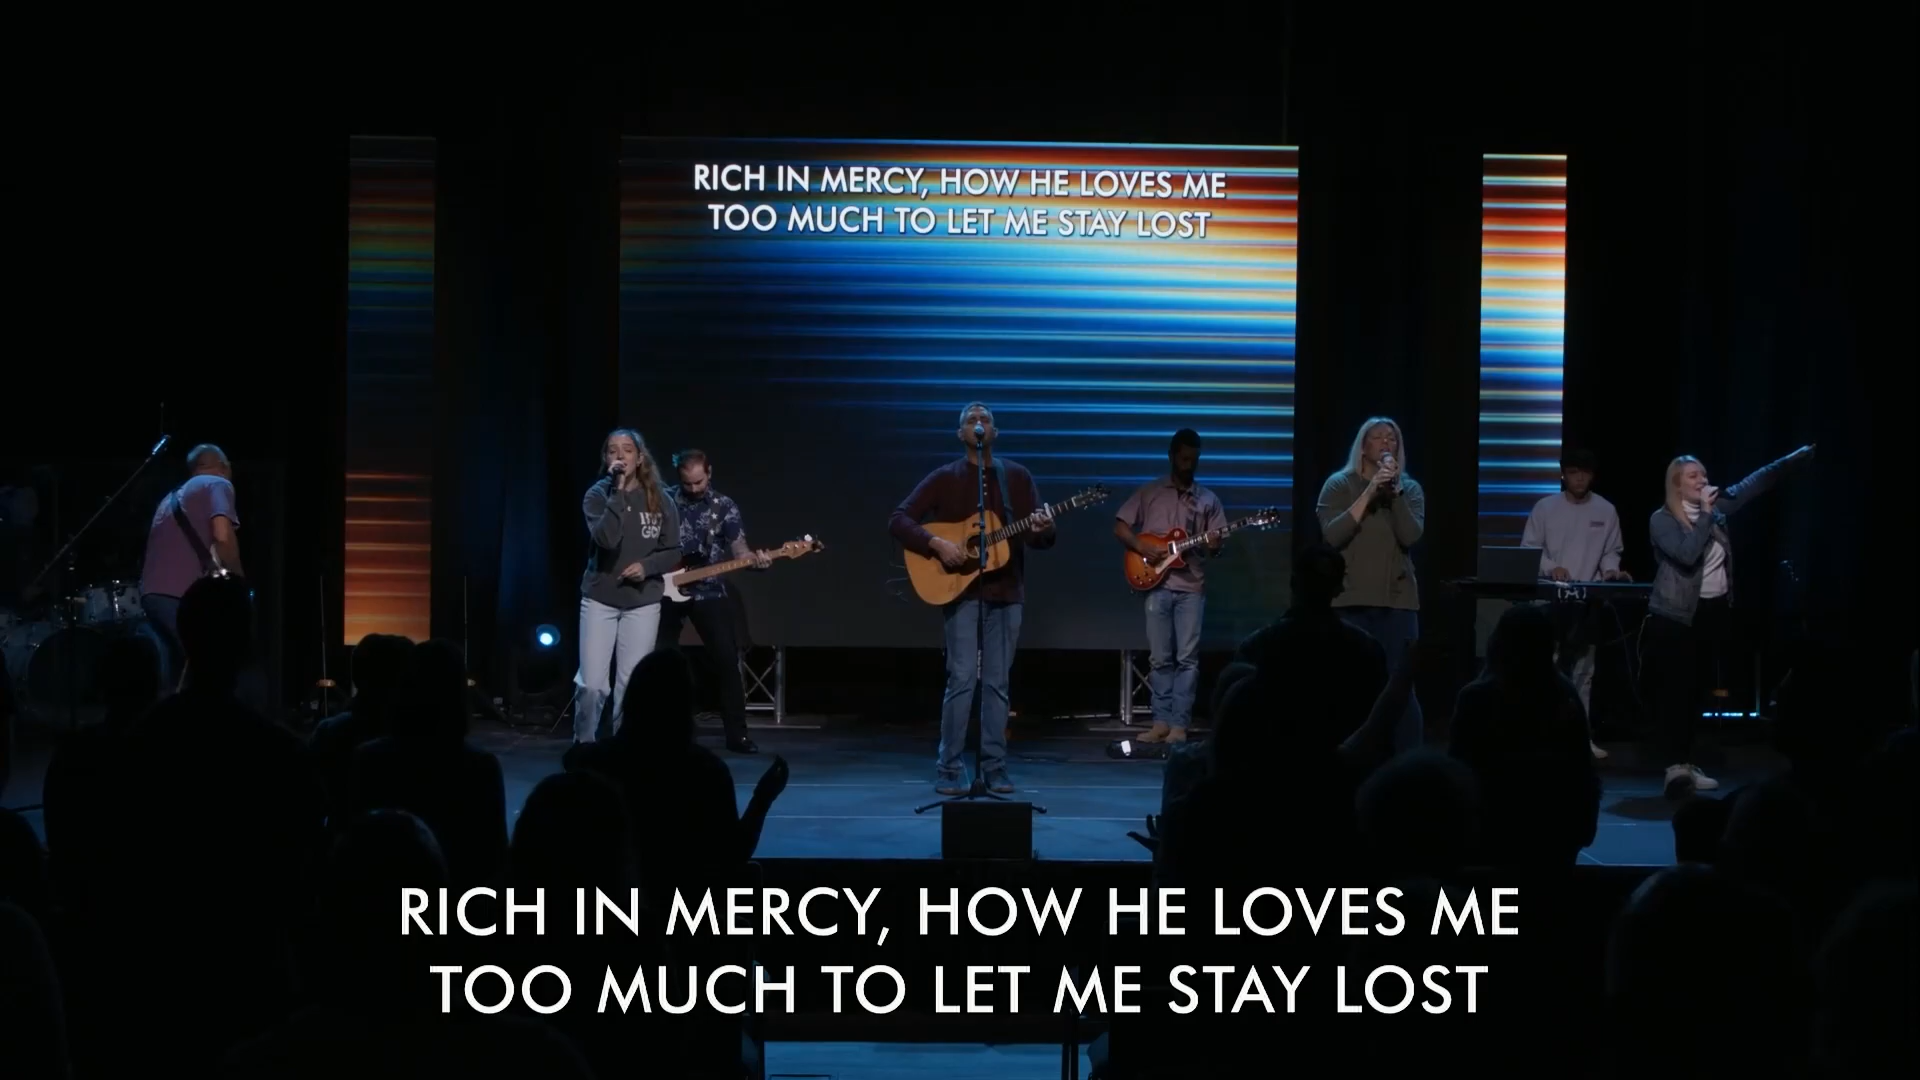 RICH IN MERCY, HOW HE LOVES ME
TOO MUCH TO LET ME STAY LOST
RICH IN MERCY, HOW HE LOVES ME
TOO MUCH TO LET ME STAY LOST